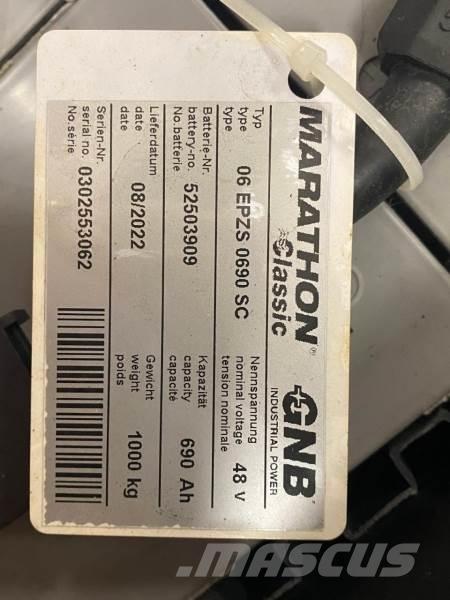 MARATHON®
Classic
GNB®
INDUSTRIAL POWER
Typ
type
type
06 EPZS 0690 SC
Nennspannung
nominal voltage
tension nominale
48 V
Batterie-Nr.
battery-no.
No.batterie
52503909
Kapazität
capacity
capacité
690 Ah
Lieferdatum
date
date
08/2022
Gewicht
weight
poids
1000 kg
Serien-Nr.
serial no.
No.série
0302553062
MASCUS